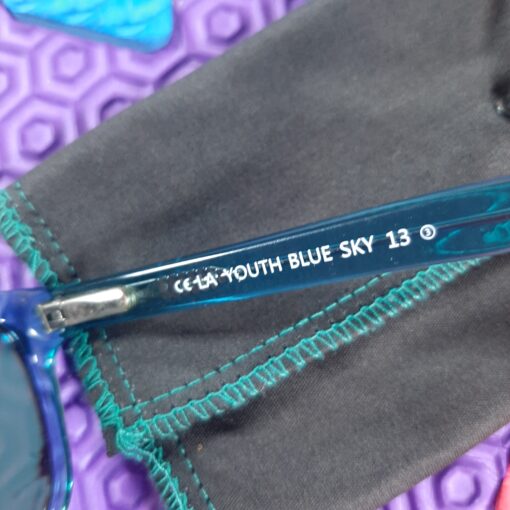 CE LA YOUTH BLUE SKY 13 ③